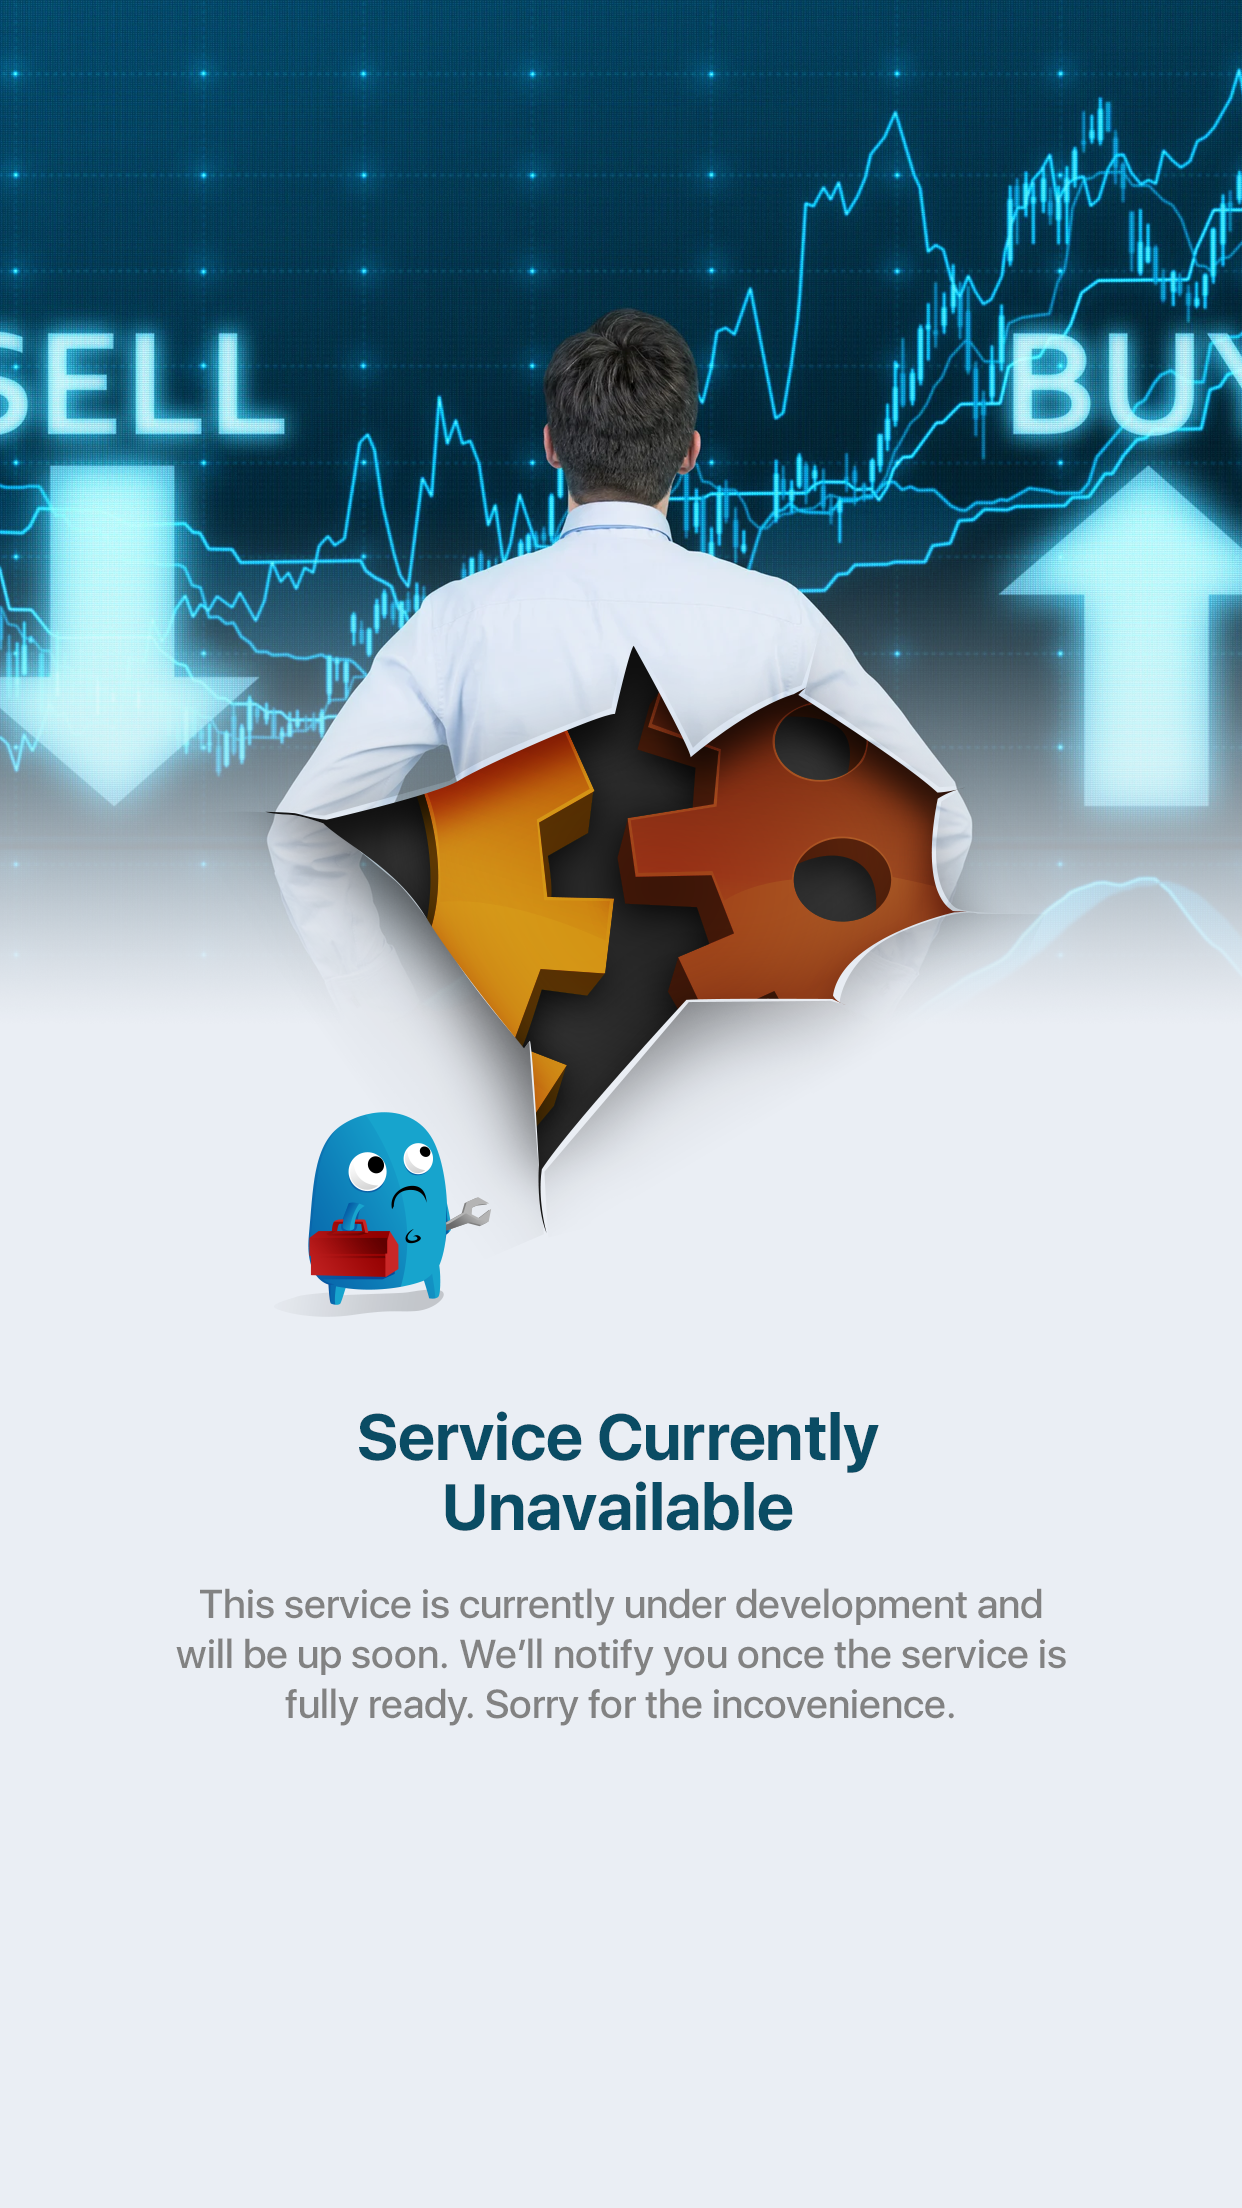 SELL
BUY
Service Currently
Unavailable
This service is currently under development and
will be up soon. We’ll notify you once the service is
fully ready. Sorry for the incovenience.